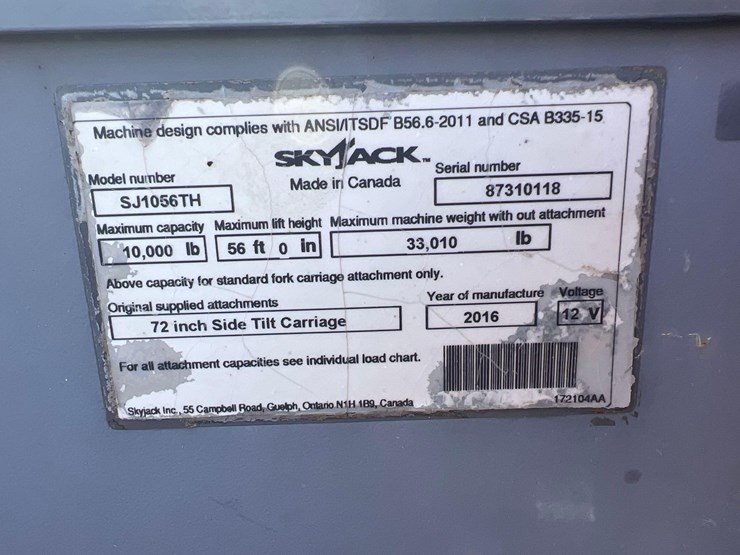 Machine design complies with ANSI/ITSDF B56.6-2011 and CSA B335-15
SKYJACK™
Made in Canada
Model number
SJ1056TH
Serial number
87310118
Maximum capacity
10,000 lb
Maximum lift height
56 ft 0 in
Maximum machine weight with out attachment
33,010 lb
Above capacity for standard fork carriage attachment only.
Original supplied attachments
72 inch Side Tilt Carriage
Year of manufacture
2016
Voltage
12 V
For all attachment capacities see individual load chart.
Skyjack Inc., 55 Campbell Road, Guelph, Ontario N1H 1B9, Canada
172104AA